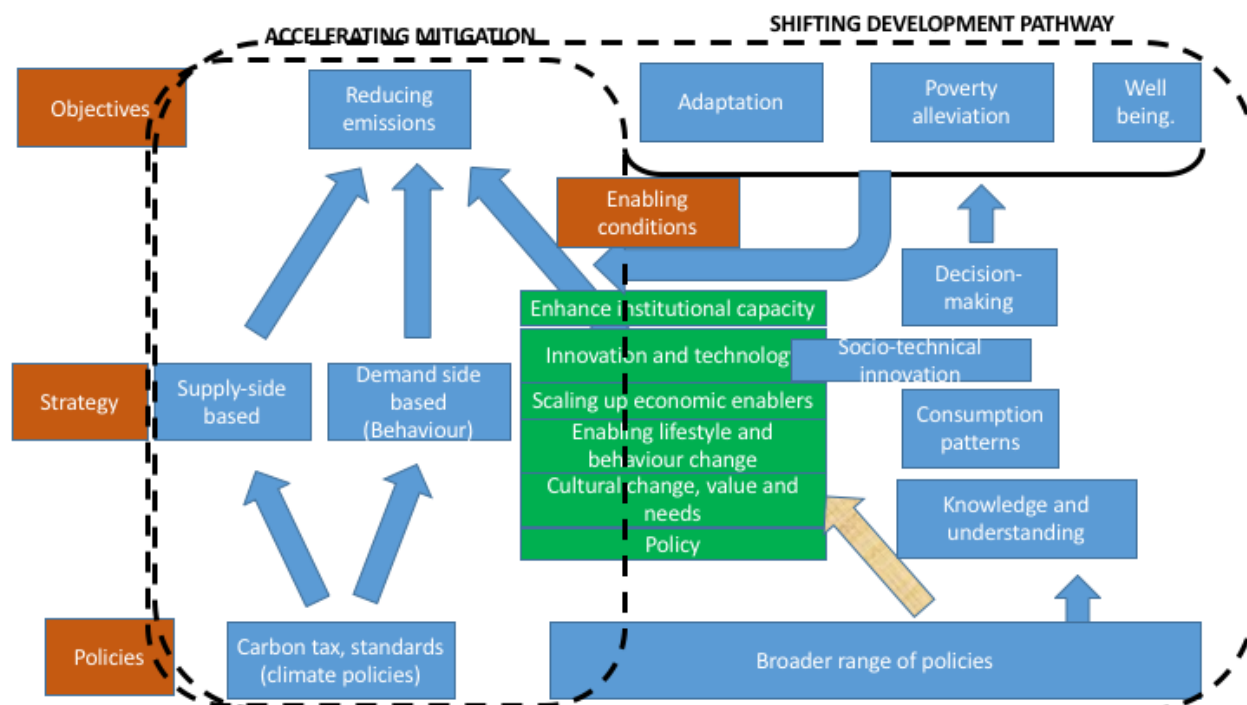 ACCELERATING MITIGATION
SHIFTING DEVELOPMENT PATHWAY
Objectives
Reducing
emissions
Adaptation
Poverty
alleviation
Well
being.
Enabling
conditions
Decision-
making
Enhance institutional capacity
Innovation and technology
Socio-technical
innovation
Strategy
Supply-side
based
Demand side
based
(Behaviour)
Scaling up economic enablers
Consumption
patterns
Enabling lifestyle and
behaviour change
Cultural change, value and
needs
Knowledge and
understanding
Policy
Policies
Carbon tax, standards
(climate policies)
Broader range of policies